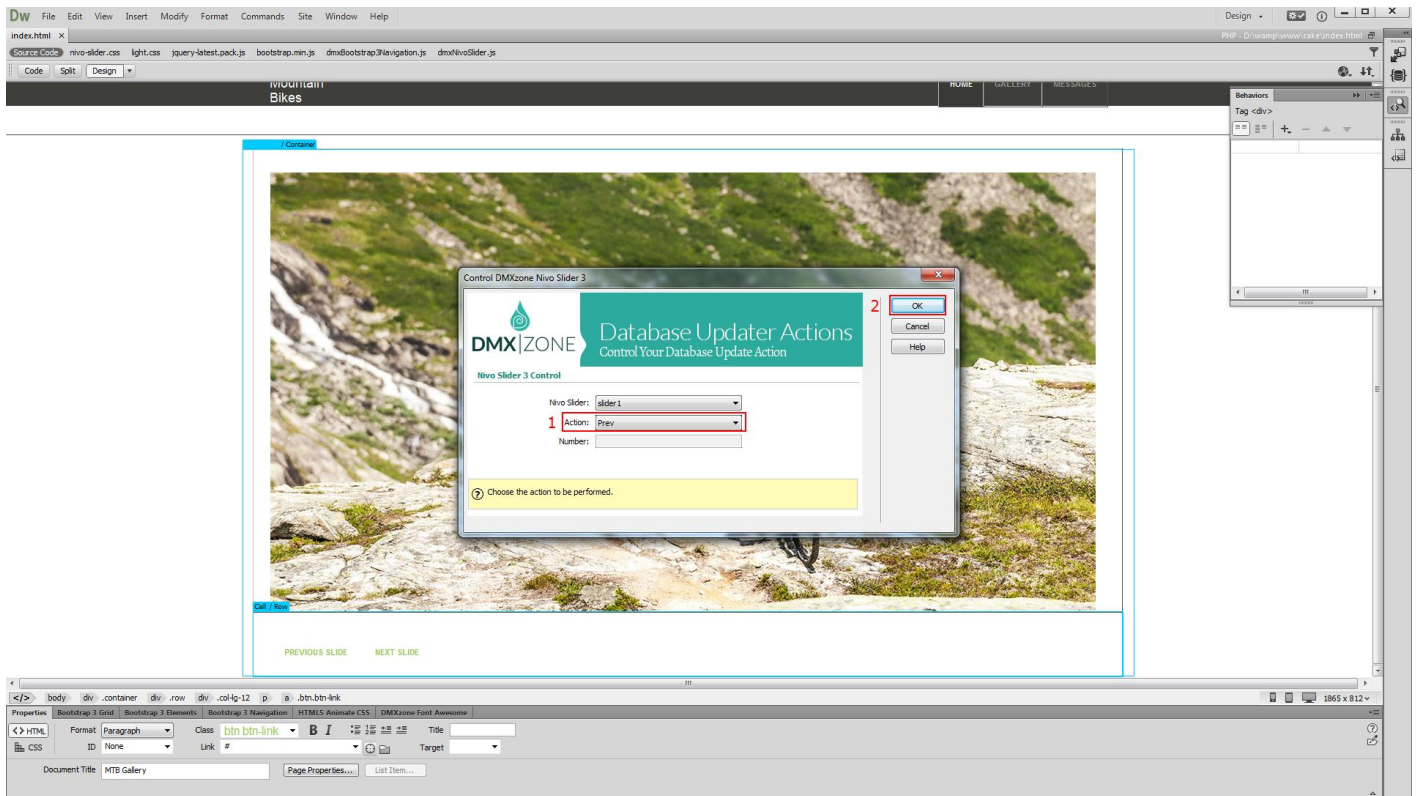 Dw File Edit View Insert Modify Format Commands Site Window Help Design
index.html × PHP - D:\wamp\www\cake\index.html
Source Code nivo-slider.css light.css jquery-latest.pack.js bootstrap.min.js dmxBootstrap3Navigation.js dmxNivoSlider.js
Code Split Design
Mountain
Bikes
HOME GALLERY MESSAGES
Behaviors
Tag <div>
/ Container
Control DMXzone Nivo Slider 3
DMX|ZONE
Database Updater Actions
Control Your Database Update Action
2 OK
Cancel
Help
Nivo Slider 3 Control
Nivo Slider: slider1
1 Action: Prev
Number:
? Choose the action to be performed.
Cell / Row
PREVIOUS SLIDE NEXT SLIDE
</> body div .container div .row div .col-lg-12 p a .btn.btn-link 1865 x 812
Properties Bootstrap 3 Grid Bootstrap 3 Elements Bootstrap 3 Navigation HTML5 Animate CSS DMXzone Font Awesome
<> HTML Format Paragraph Class btn btn-link B I Title
CSS ID None Link # Target
Document Title MTB Gallery Page Properties... List Item...